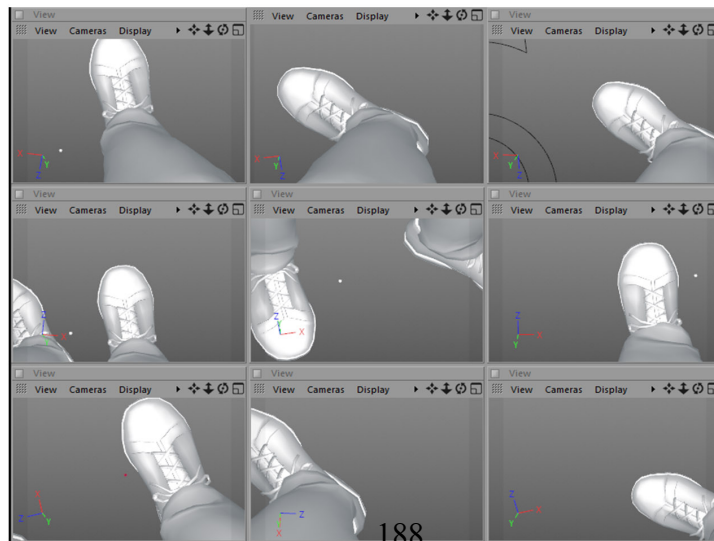 View View View
View Cameras Display View Cameras Display View Cameras Display
X Y Z X Y Z X Y Z
View View View
View Cameras Display View Cameras Display View Cameras Display
Z X Y Z X Z X Y
View View View
View Cameras Display View Cameras Display View Cameras Display
X Z Y Z X Z X Y
188